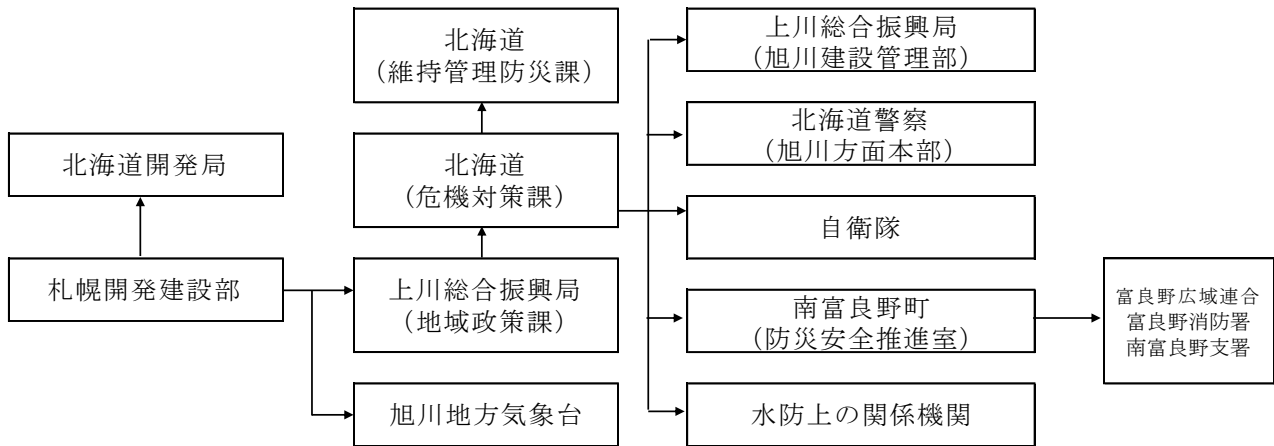 北海道開発局
札幌開発建設部
北海道
(維持管理防災課)
北海道
(危機対策課)
上川総合振興局
(地域政策課)
旭川地方気象台
上川総合振興局
(旭川建設管理部)
北海道警察
(旭川方面本部)
自衛隊
南富良野町
(防災安全推進室)
水防上の関係機関
富良野広域連合
富良野消防署
南富良野支署